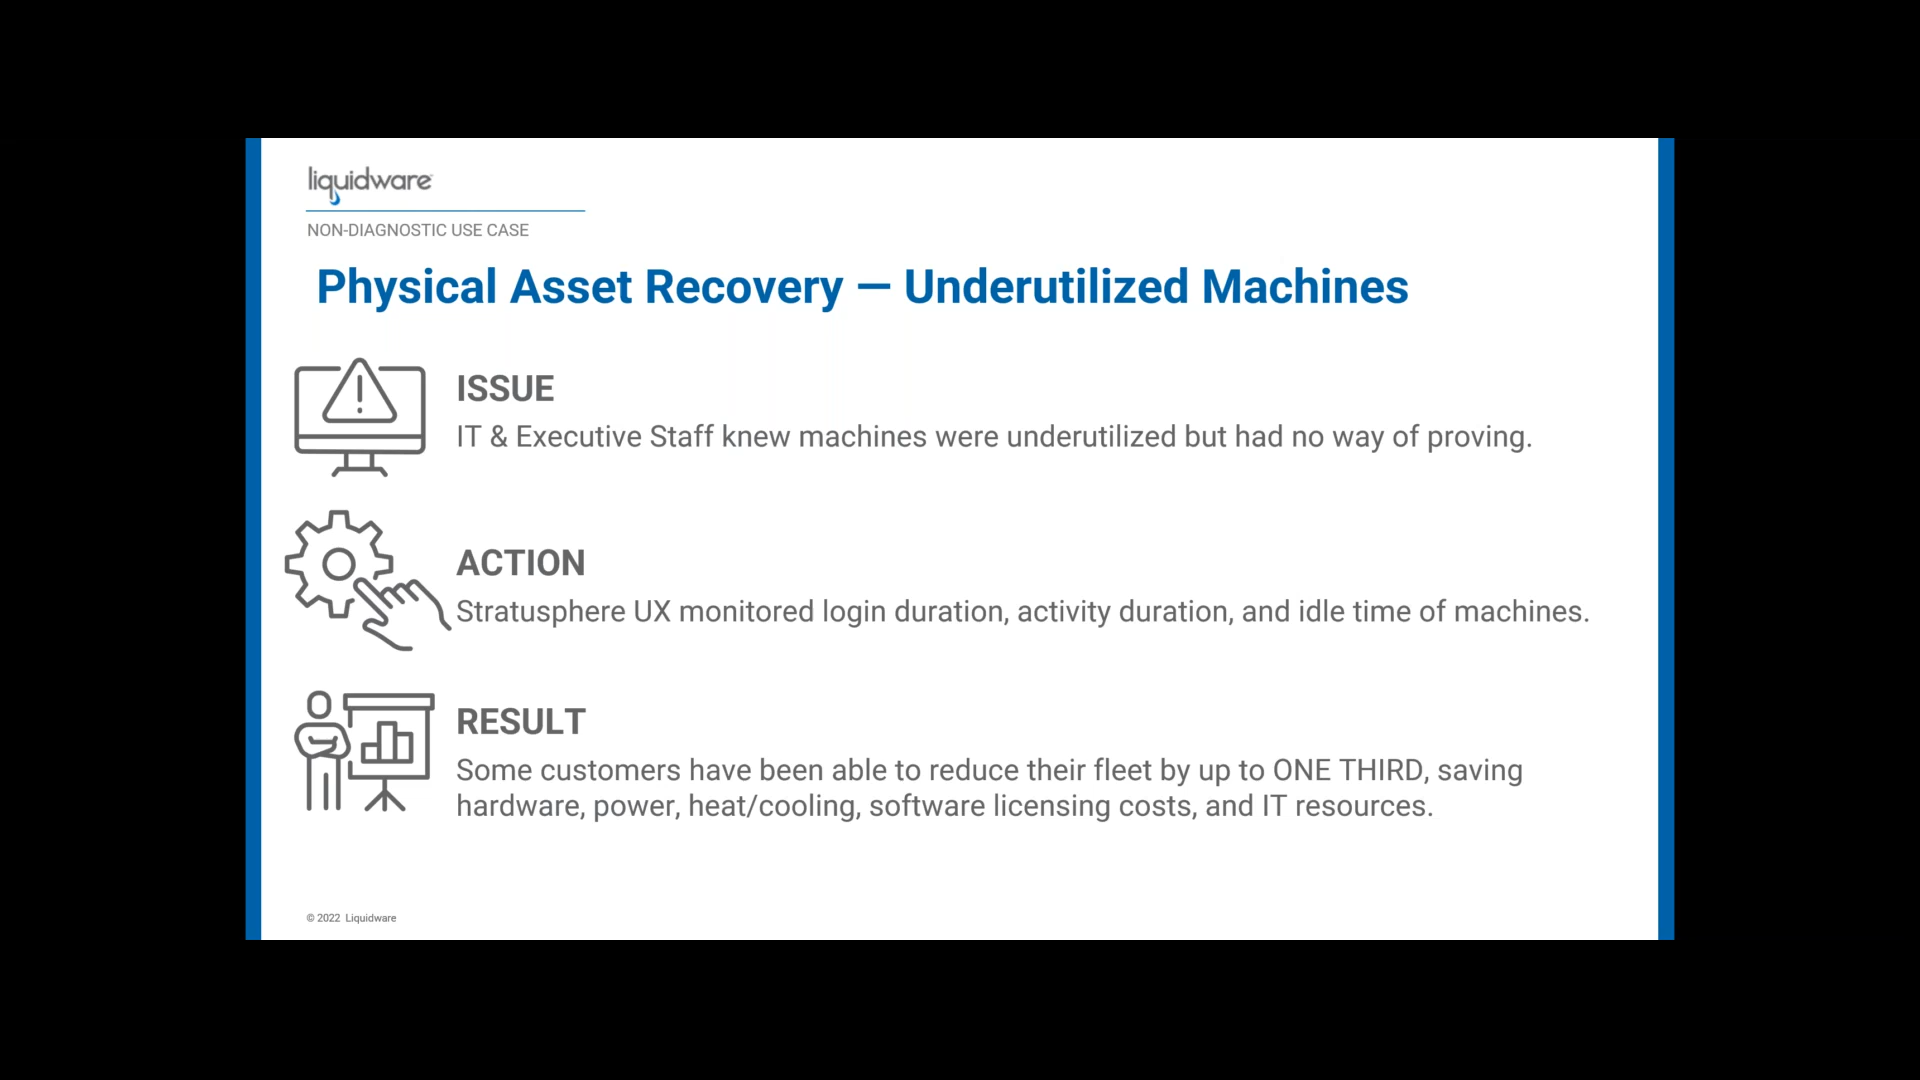 liquidware
NON-DIAGNOSTIC USE CASE
Physical Asset Recovery — Underutilized Machines
ISSUE
IT & Executive Staff knew machines were underutilized but had no way of proving.
ACTION
Stratusphere UX monitored login duration, activity duration, and idle time of machines.
RESULT
Some customers have been able to reduce their fleet by up to ONE THIRD, saving
hardware, power, heat/cooling, software licensing costs, and IT resources.
© 2022 Liquidware